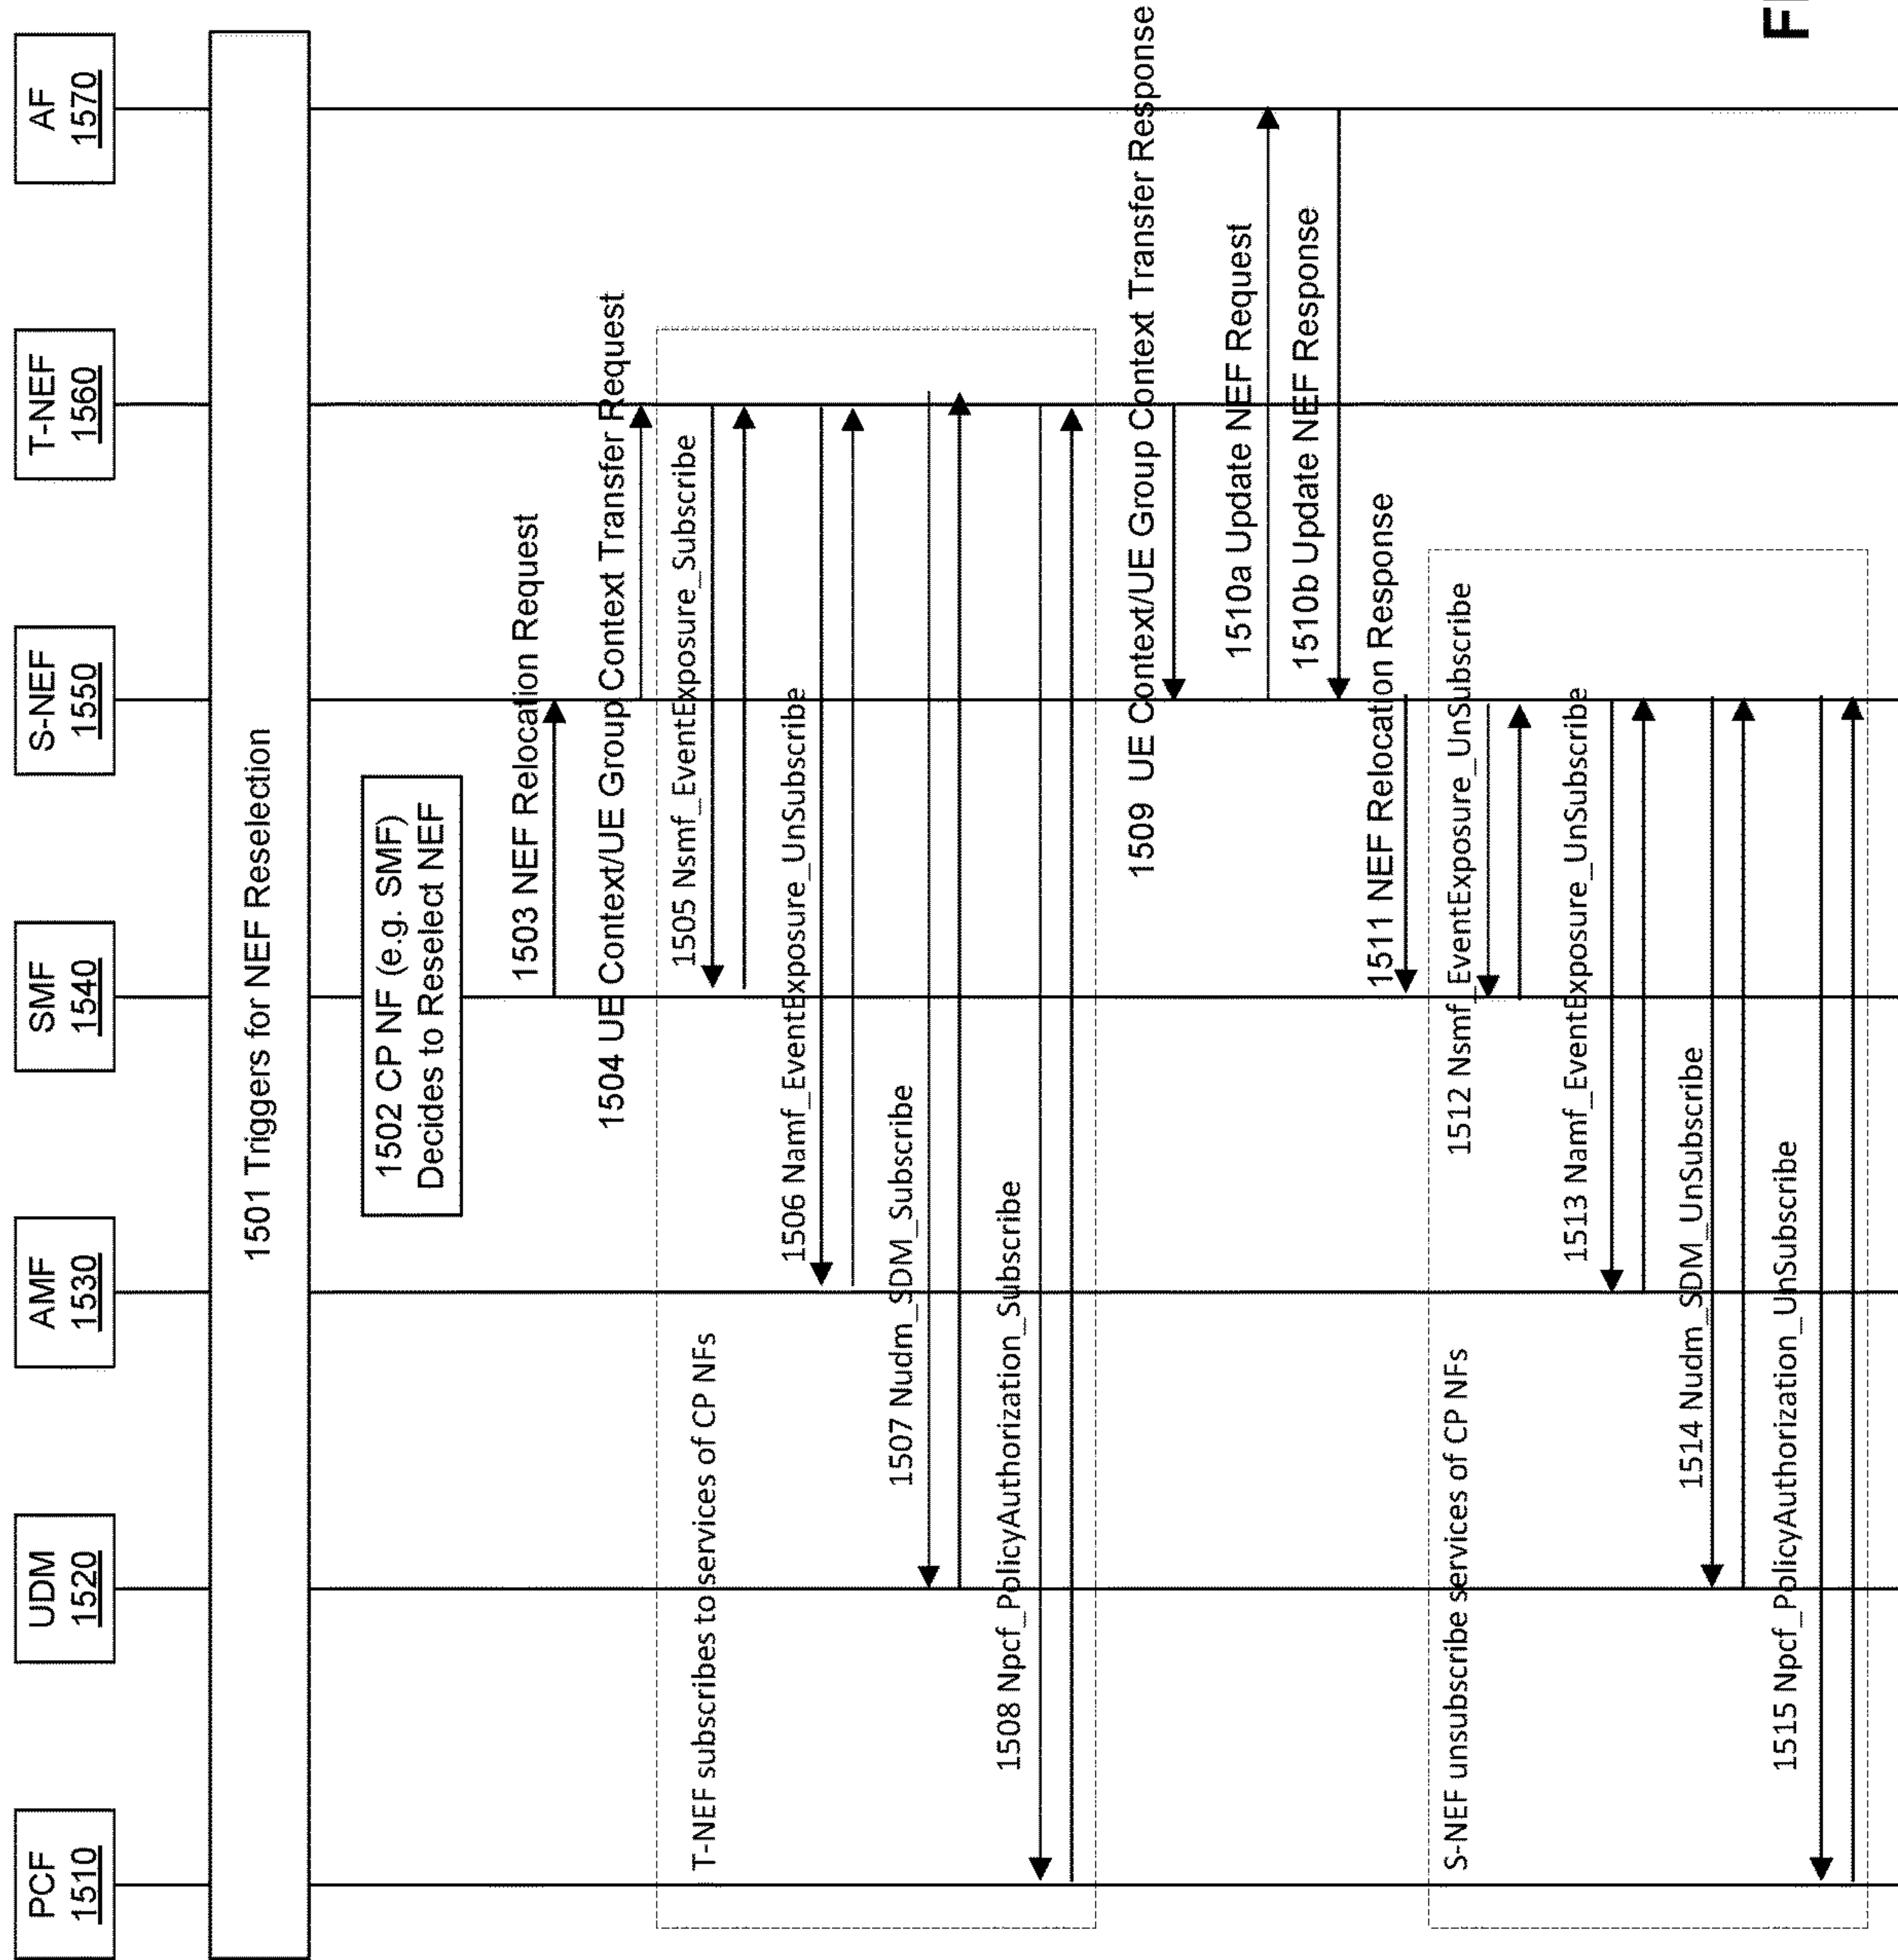 PCF
1510
UDM
1520
AMF
1530
SMF
1540
S-NEF
1550
T-NEF
1560
AF
1570
1501 Triggers for NEF Reselection
1502 CP NF (e.g. SMF)
Decides to Reselect NEF
1503 NEF Relocation Request
1504 UE Context/UE Group Context Transfer Request
T-NEF subscribes to services of CP NFs
1505 Nsmf_EventExposure_Subscribe
1506 Namf_EventExposure_UnSubscribe
1507 Nudm_SDM_Subscribe
1508 Npcf_PolicyAuthorization_Subscribe
1509 UE Context/UE Group Context Transfer Response
1510a Update NEF Request
1510b Update NEF Response
1511 NEF Relocation Response
S-NEF unsubscribe services of CP NFs
1512 Nsmf_EventExposure_UnSubscribe
1513 Namf_EventExposure_UnSubscribe
1514 Nudm_SDM_UnSubscribe
1515 Npcf_PolicyAuthorization_UnSubscribe